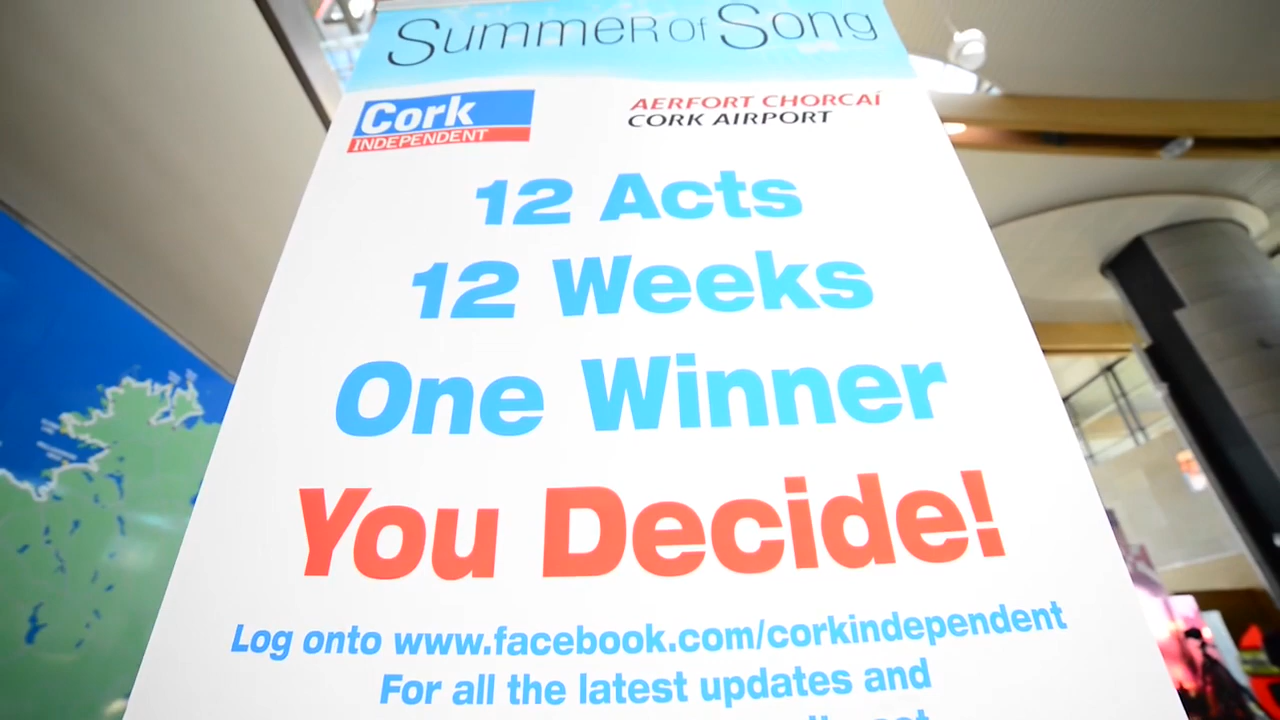 Summer of Song
Cork
INDEPENDENT
AERFORT CHORCAÍ
CORK AIRPORT
12 Acts
12 Weeks
One Winner
You Decide!
Log onto www.facebook.com/corkindependent
For all the latest updates and